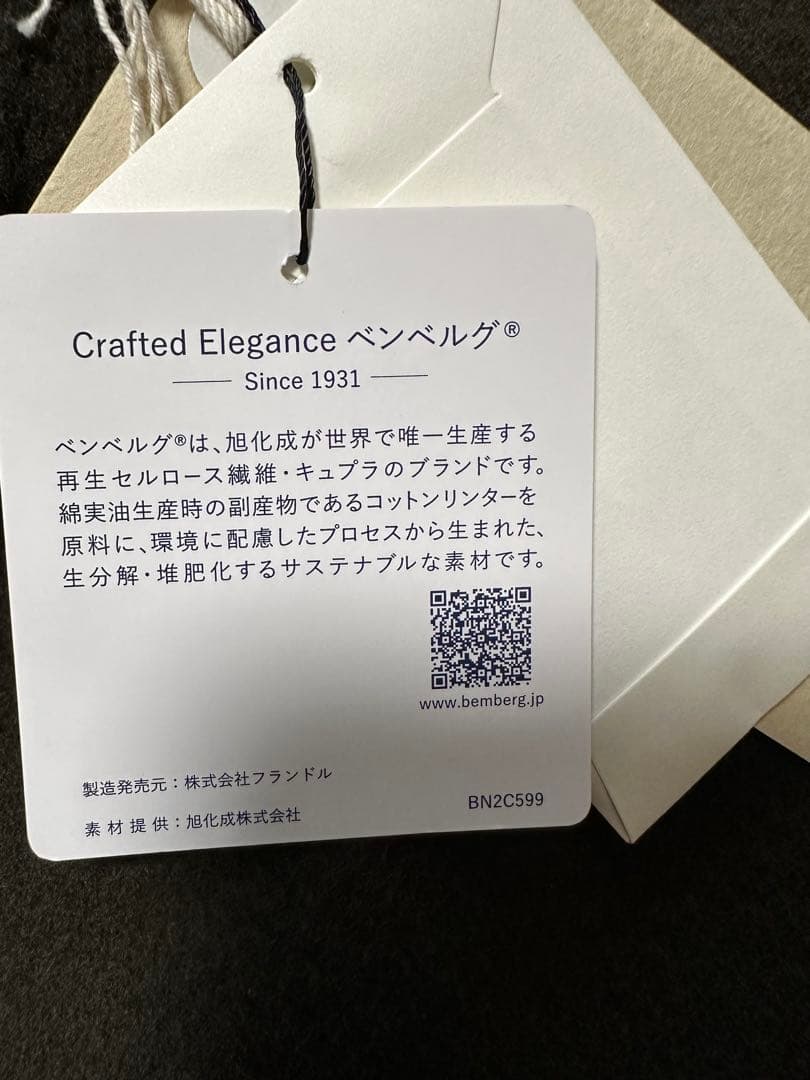 Crafted Elegance ベンベルグ®
Since 1931
ベンベルグ®は、旭化成が世界で唯一生産する
再生セルロース繊維・キュプラのブランドです。
綿実油生産時の副産物であるコットンリンターを
原料に、環境に配慮したプロセスから生まれた、
生分解・堆肥化するサステナブルな素材です。
www.bemberg.jp
製造発売元：株式会社フランドル
素材提供：旭化成株式会社
BN2C599